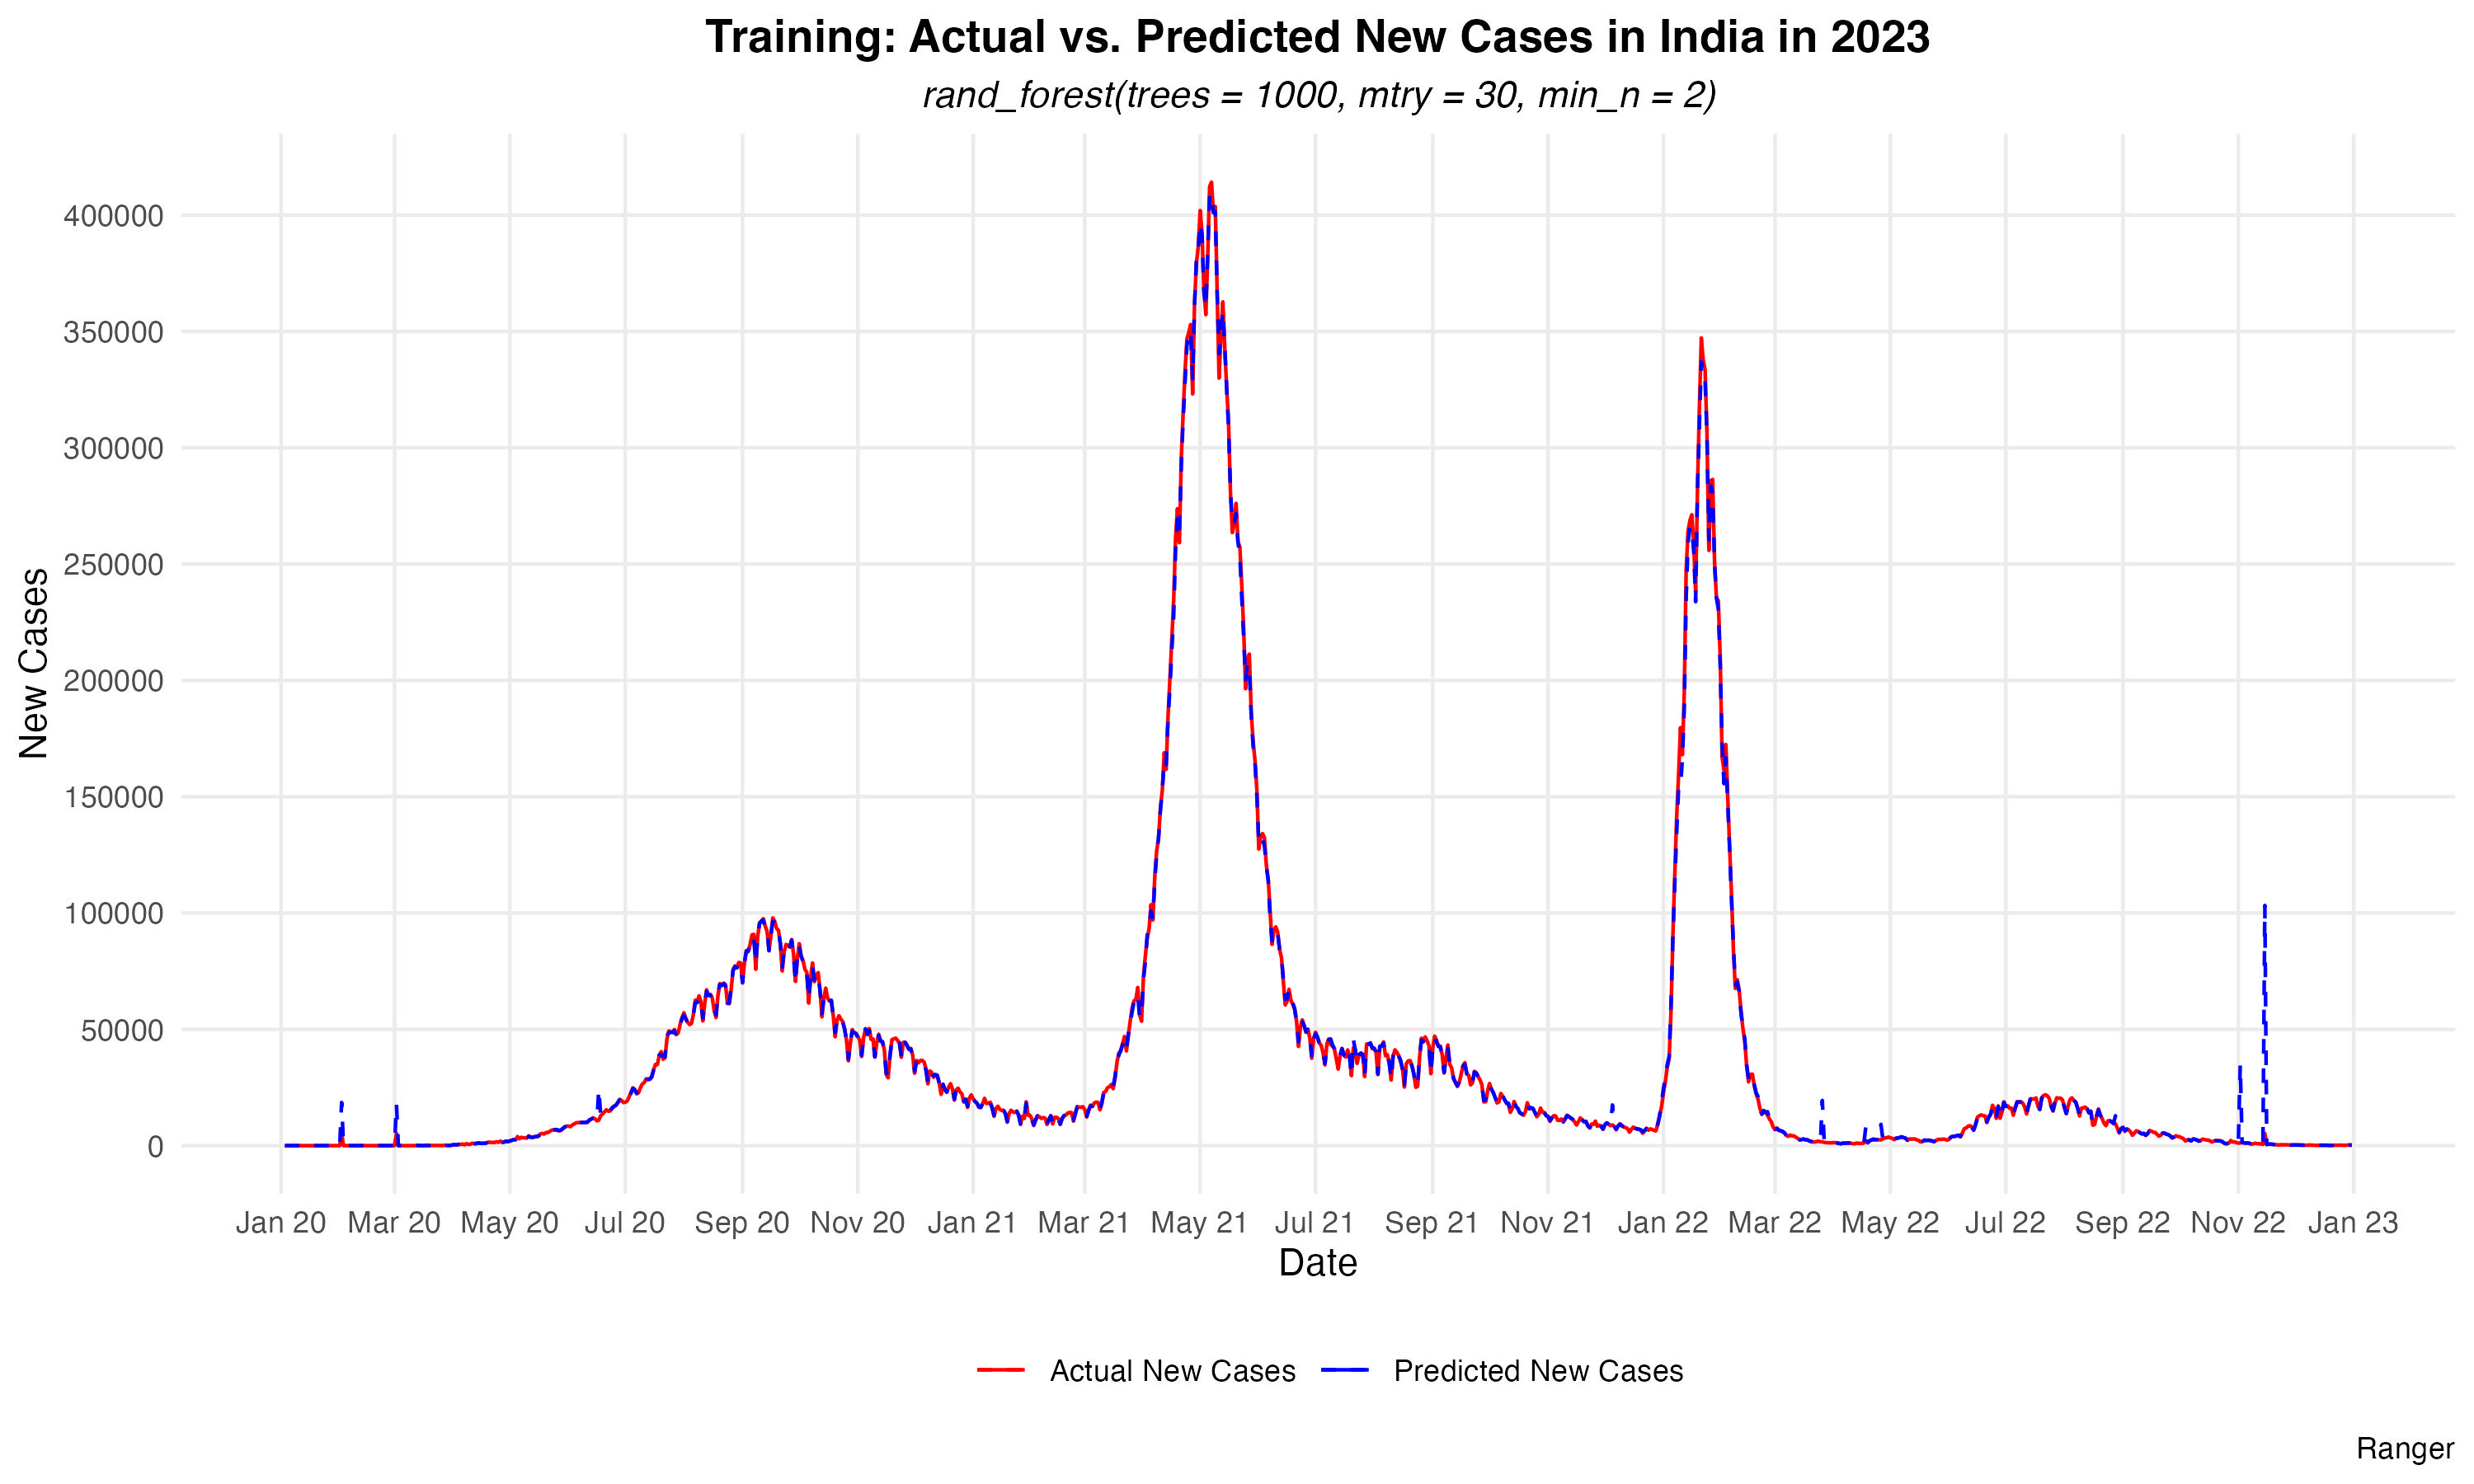 Training: Actual vs. Predicted New Cases in India in 2023
rand_forest(trees = 1000, mtry = 30, min_n = 2)
New Cases
400000
350000
300000
250000
200000
150000
100000
50000
0
Jan 20 Mar 20 May 20 Jul 20 Sep 20 Nov 20 Jan 21 Mar 21 May 21 Jul 21 Sep 21 Nov 21 Jan 22 Mar 22 May 22 Jul 22 Sep 22 Nov 22 Jan 23
Date
Actual New Cases Predicted New Cases
Ranger